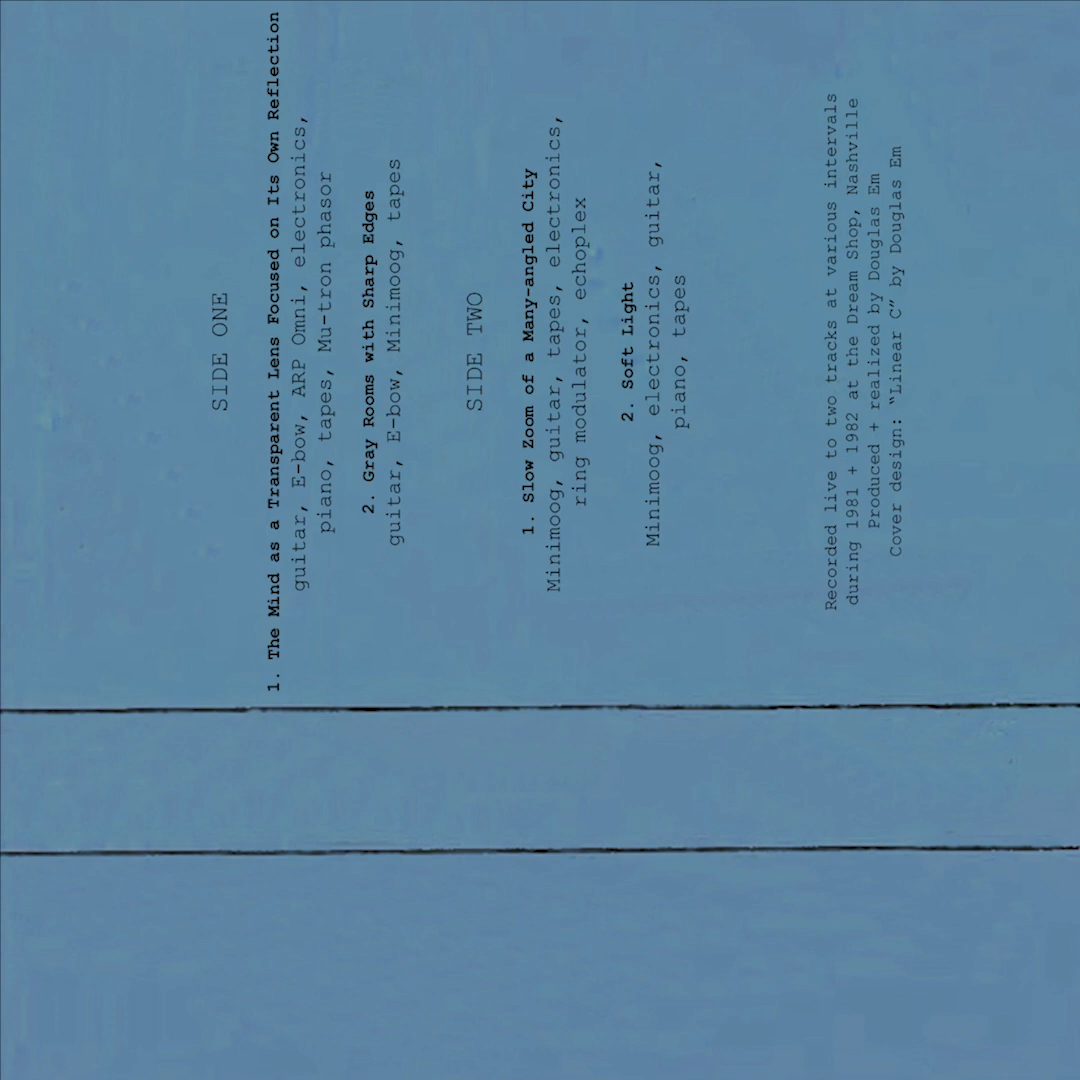 SIDE ONE
1. The Mind as a Transparent Lens Focused on Its Own Reflection
guitar, E-bow, ARP Omni, electronics,
piano, tapes, Mu-tron phasor
2. Gray Rooms with Sharp Edges
guitar, E-bow, Minimoog, tapes
SIDE TWO
1. Slow Zoom of a Many-angled City
Minimoog, guitar, tapes, electronics,
ring modulator, echoplex
2. Soft Light
Minimoog, electronics, guitar,
piano, tapes
Recorded live to two tracks at various intervals
during 1981 + 1982 at the Dream Shop, Nashville
Produced + realized by Douglas Em
Cover design: “Linear C” by Douglas Em